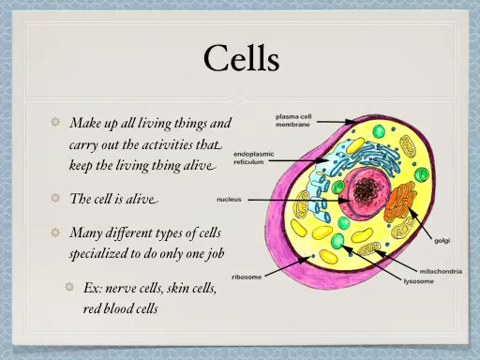 Cells
Make up all living things and
carry out the activities that
keep the living thing alive
The cell is alive
Many different types of cells
specialized to do only one job
Ex: nerve cells, skin cells,
red blood cells
plasma cell
membrane
endoplasmic
reticulum
nucleus
golgi
mitochondria
lysosome
ribosome